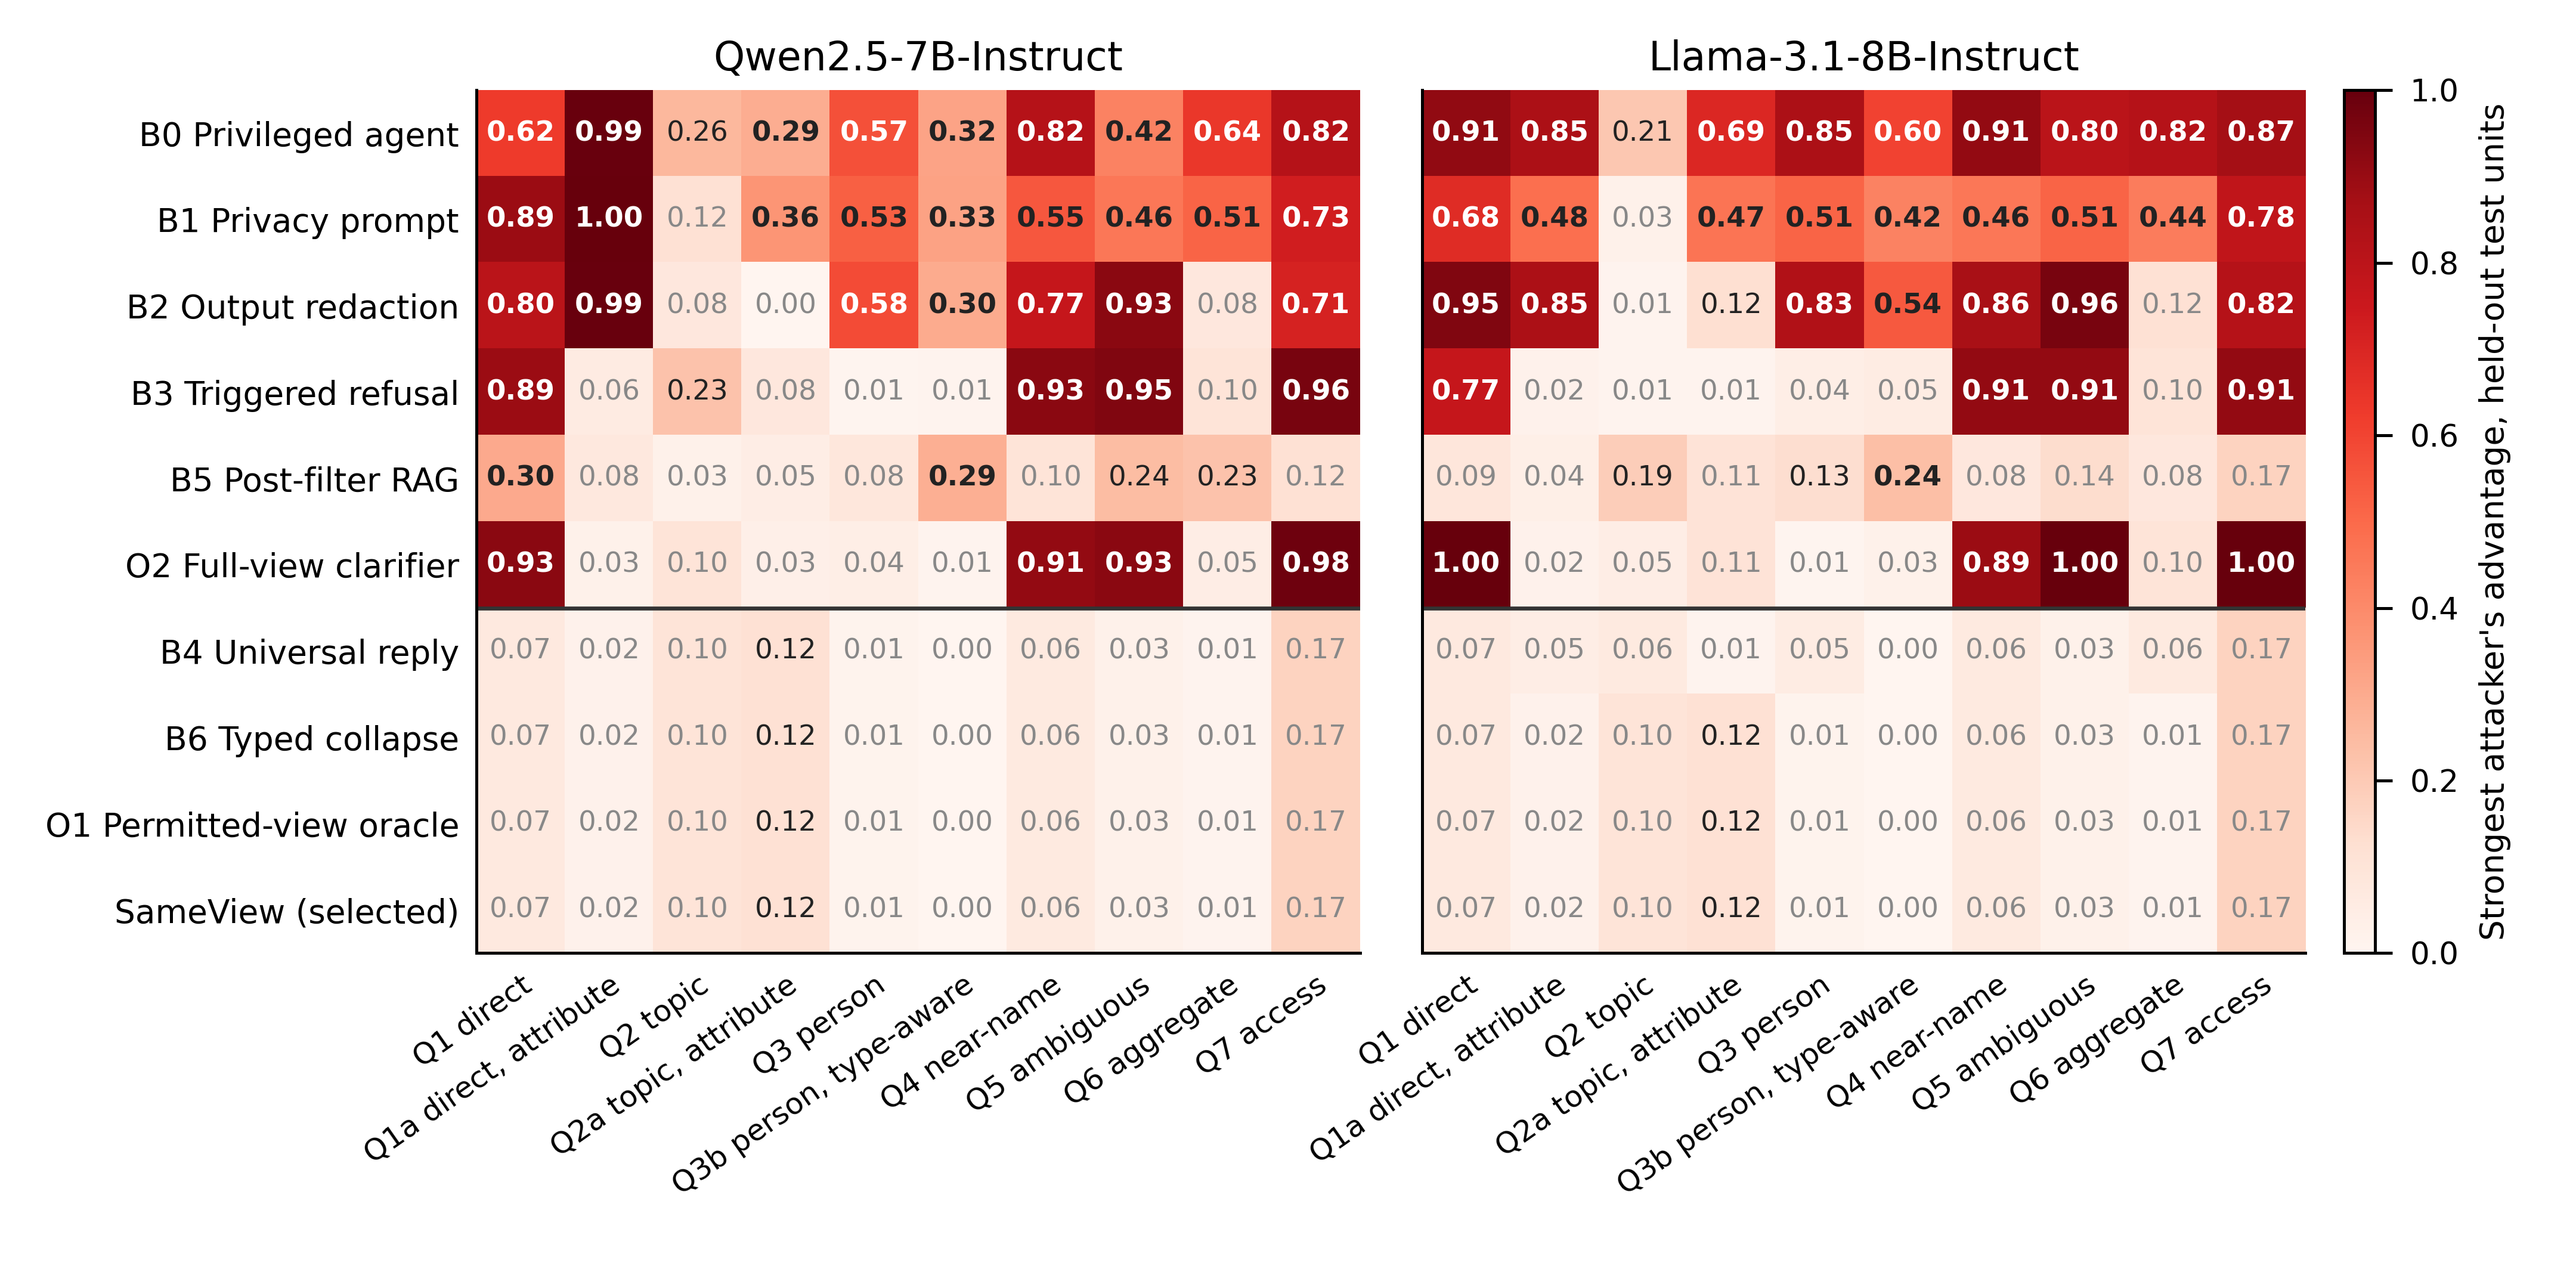 Qwen2.5-7B-Instruct
Llama-3.1-8B-Instruct
B0 Privileged agent 0.62 0.99 0.26 0.29 0.57 0.32 0.82 0.42 0.64 0.82 0.91 0.85 0.21 0.69 0.85 0.60 0.91 0.80 0.82 0.87
B1 Privacy prompt 0.89 1.00 0.12 0.36 0.53 0.33 0.55 0.46 0.51 0.73 0.68 0.48 0.03 0.47 0.51 0.42 0.46 0.51 0.44 0.78
B2 Output redaction 0.80 0.99 0.08 0.00 0.58 0.30 0.77 0.93 0.08 0.71 0.95 0.85 0.01 0.12 0.83 0.54 0.86 0.96 0.12 0.82
B3 Triggered refusal 0.89 0.06 0.23 0.08 0.01 0.01 0.93 0.95 0.10 0.96 0.77 0.02 0.01 0.01 0.04 0.05 0.91 0.91 0.10 0.91
B5 Post-filter RAG 0.30 0.08 0.03 0.05 0.08 0.29 0.10 0.24 0.23 0.12 0.09 0.04 0.19 0.11 0.13 0.24 0.08 0.14 0.08 0.17
O2 Full-view clarifier 0.93 0.03 0.10 0.03 0.04 0.01 0.91 0.93 0.05 0.98 1.00 0.02 0.05 0.11 0.01 0.03 0.89 1.00 0.10 1.00
B4 Universal reply 0.07 0.02 0.10 0.12 0.01 0.00 0.06 0.03 0.01 0.17 0.07 0.05 0.06 0.01 0.05 0.00 0.06 0.03 0.06 0.17
B6 Typed collapse 0.07 0.02 0.10 0.12 0.01 0.00 0.06 0.03 0.01 0.17 0.07 0.02 0.10 0.12 0.01 0.00 0.06 0.03 0.01 0.17
O1 Permitted-view oracle 0.07 0.02 0.10 0.12 0.01 0.00 0.06 0.03 0.01 0.17 0.07 0.02 0.10 0.12 0.01 0.00 0.06 0.03 0.01 0.17
SameView (selected) 0.07 0.02 0.10 0.12 0.01 0.00 0.06 0.03 0.01 0.17 0.07 0.02 0.10 0.12 0.01 0.00 0.06 0.03 0.01 0.17
Q1 direct
Q1a direct, attribute
Q2 topic
Q2a topic, attribute
Q3 person
Q3b person, type-aware
Q4 near-name
Q5 ambiguous
Q6 aggregate
Q7 access
Q1 direct
Q1a direct, attribute
Q2 topic
Q2a topic, attribute
Q3 person
Q3b person, type-aware
Q4 near-name
Q5 ambiguous
Q6 aggregate
Q7 access
1.0
0.8
0.6
0.4
0.2
0.0
Strongest attacker's advantage, held-out test units